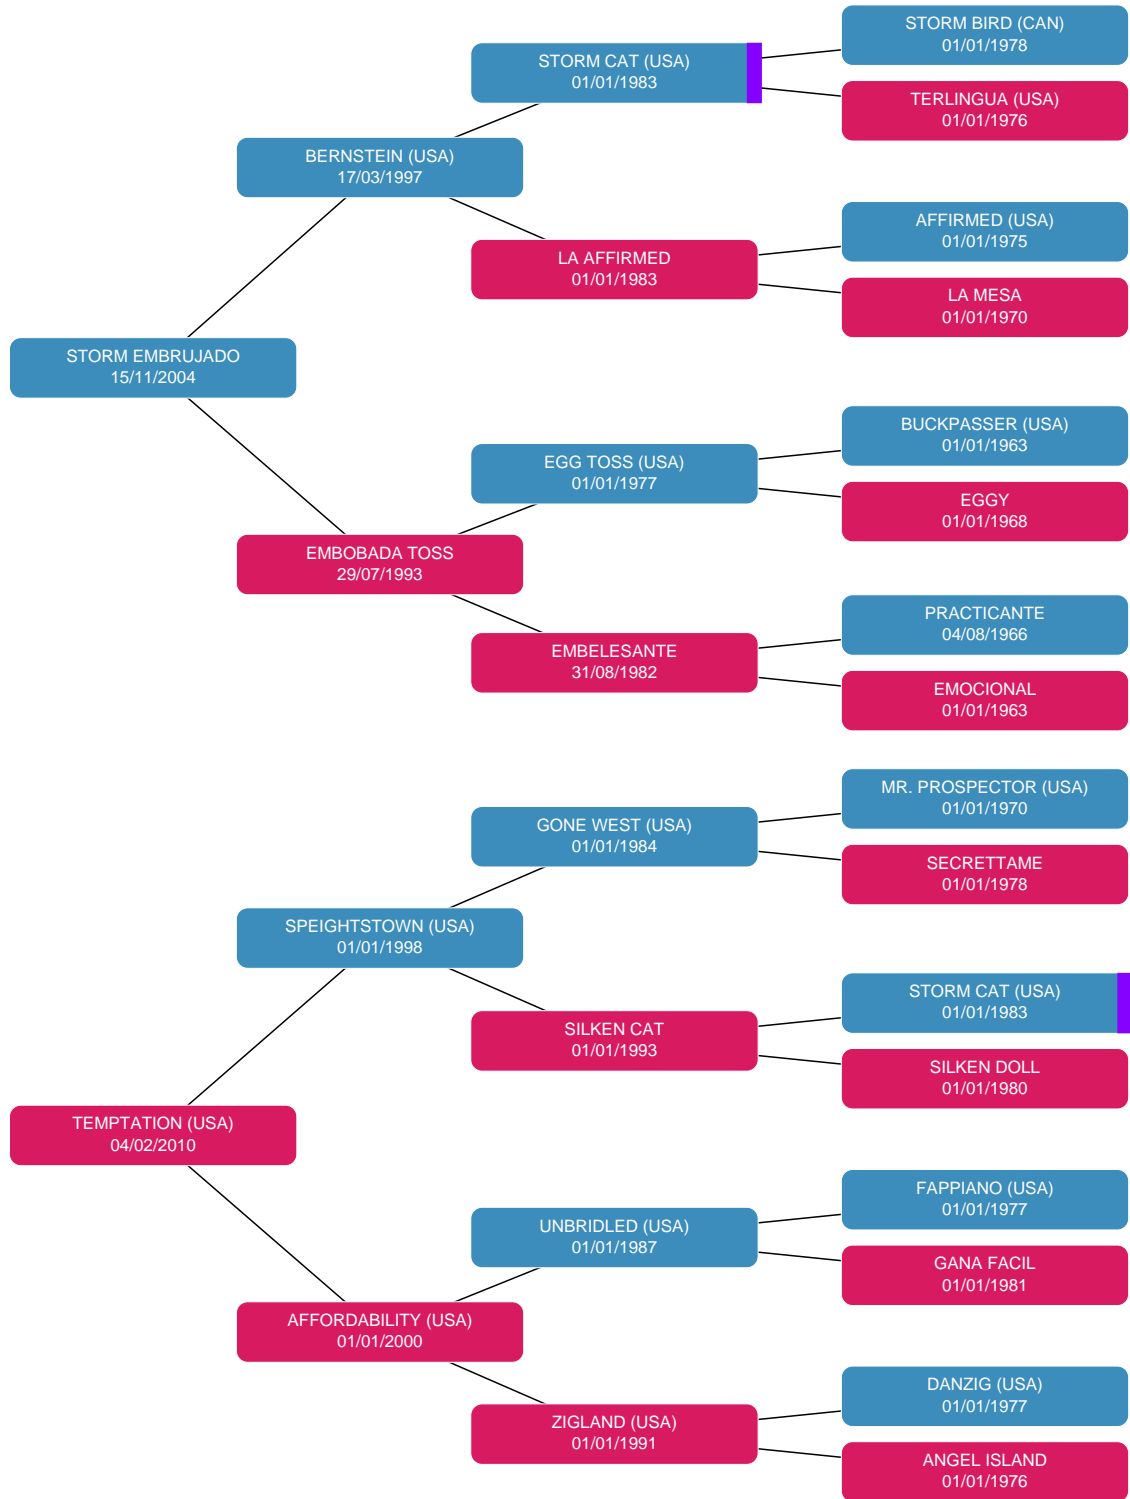 STORM BIRD (CAN)
01/01/1978
STORM CAT (USA)
01/01/1983
TERLINGUA (USA)
01/01/1976
BERNSTEIN (USA)
17/03/1997
AFFIRMED (USA)
01/01/1975
LA AFFIRMED
01/01/1983
LA MESA
01/01/1970
STORM EMBRUJADO
15/11/2004
BUCKPASSER (USA)
01/01/1963
EGG TOSS (USA)
01/01/1977
EGGY
01/01/1968
EMBOBADA TOSS
29/07/1993
PRACTICANTE
04/08/1966
EMBELESANTE
31/08/1982
EMOCIONAL
01/01/1963
MR. PROSPECTOR (USA)
01/01/1970
GONE WEST (USA)
01/01/1984
SECRETTAME
01/01/1978
SPEIGHTSTOWN (USA)
01/01/1998
STORM CAT (USA)
01/01/1983
SILKEN CAT
01/01/1993
SILKEN DOLL
01/01/1980
TEMPTATION (USA)
04/02/2010
FAPPIANO (USA)
01/01/1977
UNBRIDLED (USA)
01/01/1987
GANA FACIL
01/01/1981
AFFORDABILITY (USA)
01/01/2000
DANZIG (USA)
01/01/1977
ZIGLAND (USA)
01/01/1991
ANGEL ISLAND
01/01/1976